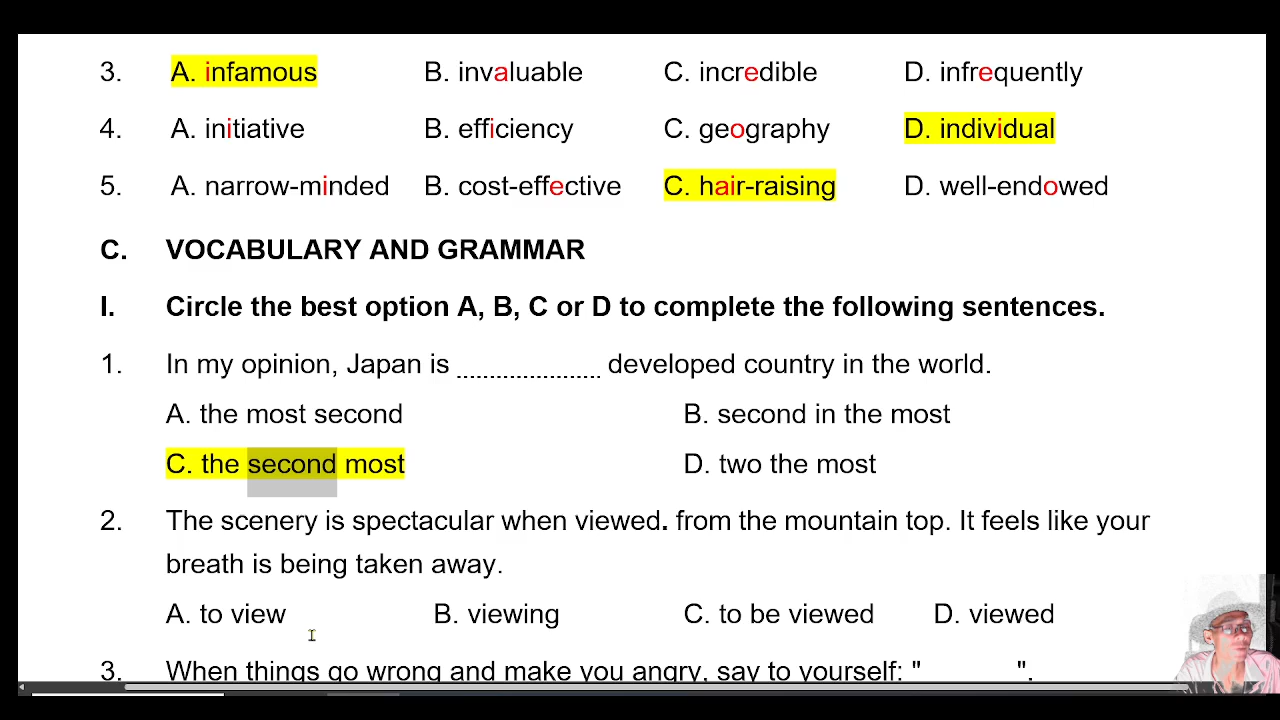 3. A. infamous B. invaluable C. incredible D. infrequently
4. A. initiative B. efficiency C. geography D. individual
5. A. narrow-minded B. cost-effective C. hair-raising D. well-endowed
C. VOCABULARY AND GRAMMAR
I. Circle the best option A, B, C or D to complete the following sentences.
1. In my opinion, Japan is ...................... developed country in the world.
A. the most second B. second in the most
C. the second most D. two the most
2. The scenery is spectacular when viewed. from the mountain top. It feels like your
breath is being taken away.
A. to view B. viewing C. to be viewed D. viewed
3. When things go wrong and make you angry, say to yourself: " ".